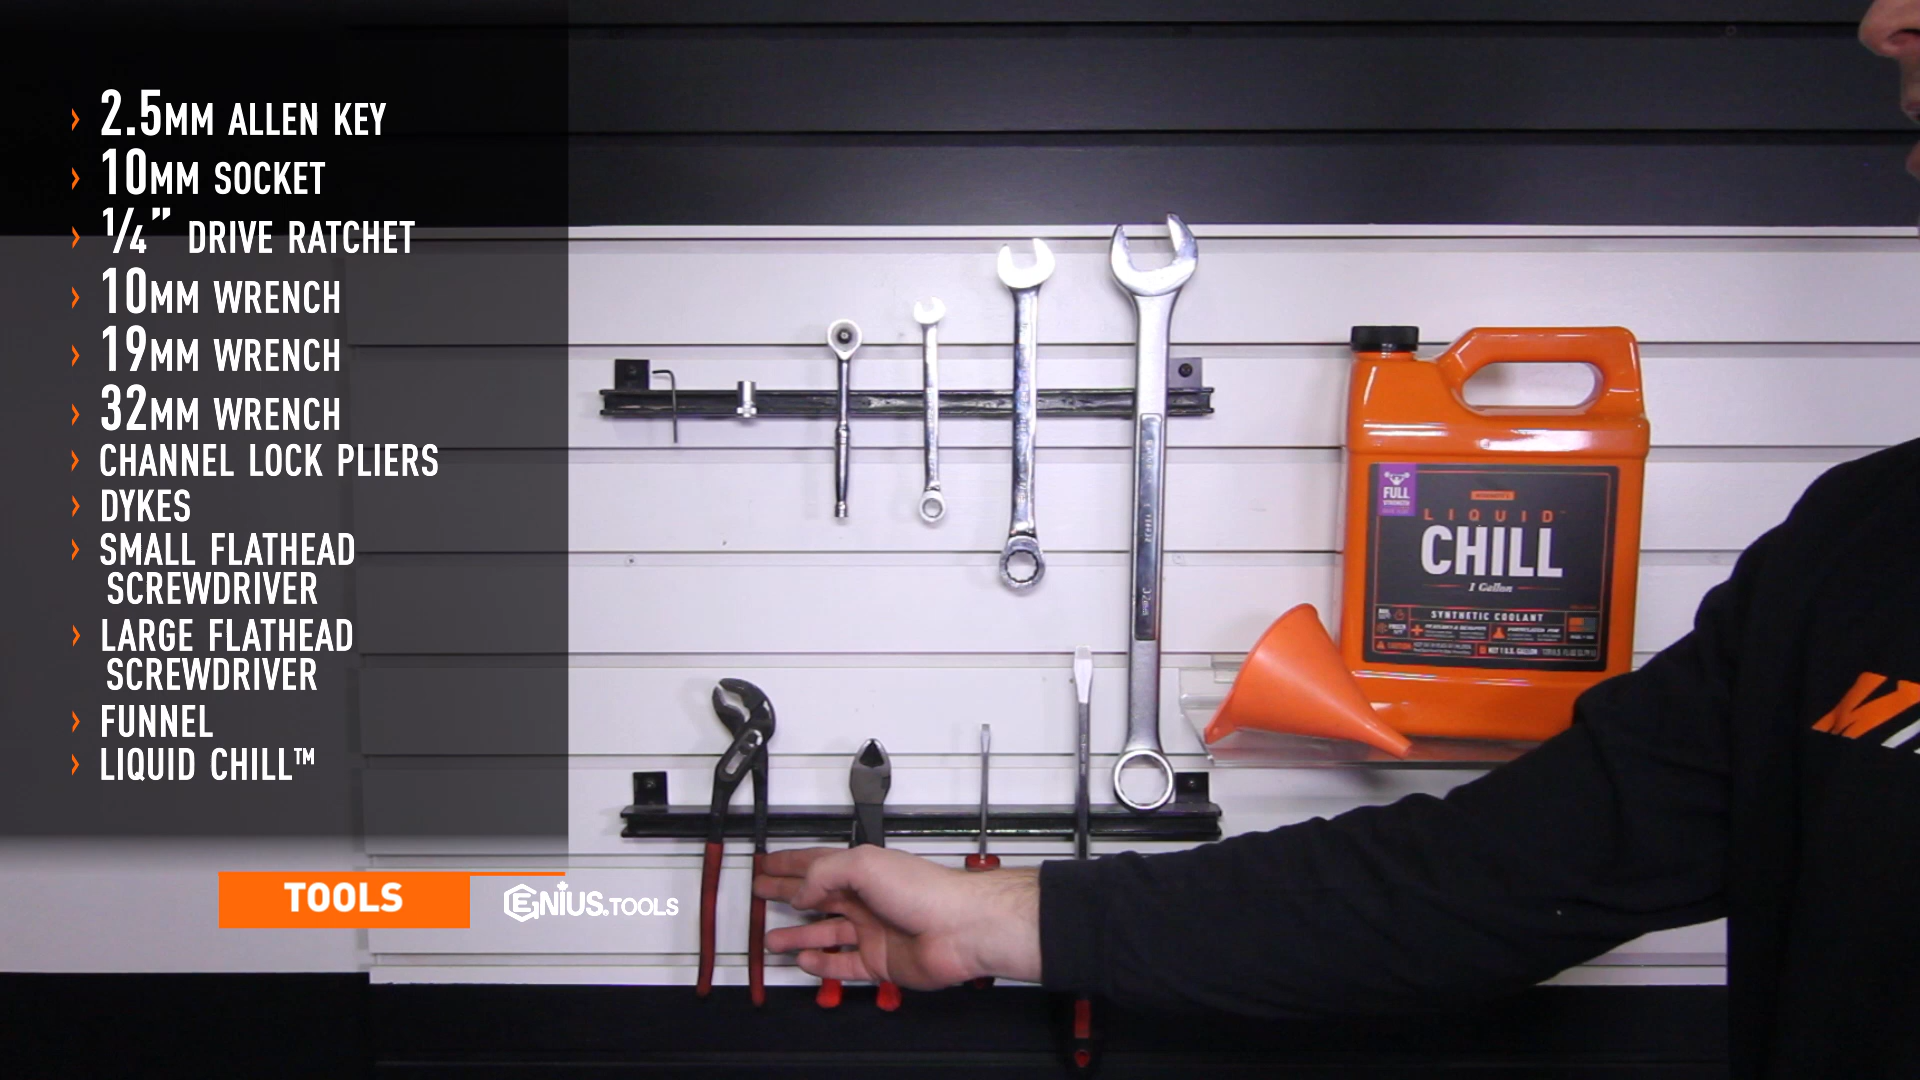 › 2.5MM ALLEN KEY
› 10MM SOCKET
› ¼” DRIVE RATCHET
› 10MM WRENCH
› 19MM WRENCH
› 32MM WRENCH
› CHANNEL LOCK PLIERS
› DYKES
› SMALL FLATHEAD
SCREWDRIVER
› LARGE FLATHEAD
SCREWDRIVER
› FUNNEL
› LIQUID CHILL™
TOOLS
GENIUS.TOOLS
FULL
STRENGTH
LIQUID
CHILL
1 Gallon
SYNTHETIC COOLANT
32mm
M